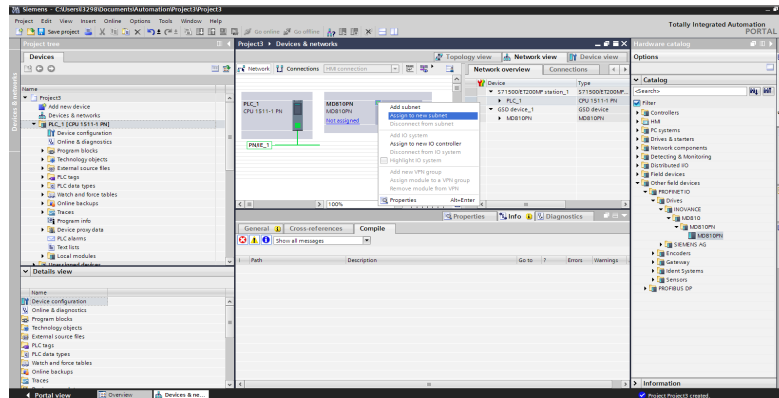 Siemens - C:\Users\I3298\Documents\Automation\Project3\Project3
Project Edit View Insert Online Options Tools Window Help
Save project
Go online Go offline
Totally Integrated Automation
PORTAL
Project tree
Project3 ▸ Devices & networks
Hardware catalog
Devices
Topology view
Network view
Device view
Options
Network
Connections
HMI connection
Network overview
Connections
Devices & networks
Name
Project3
Add new device
Devices & networks
PLC_1 [CPU 1511-1 PN]
Device configuration
Online & diagnostics
Program blocks
Technology objects
External source files
PLC tags
PLC data types
Watch and force tables
Online backups
Traces
Program info
Device proxy data
PLC alarms
Text lists
Local modules
PLC_1
CPU 1511-1 PN
MD810PN
MD810PN
Not assigned
PN/IE_1
100%
Add subnet
Assign to new subnet
Disconnect from subnet
Add IO system
Assign to new IO controller
Disconnect from IO system
Highlight IO system
Add new VPN group
Assign module to a VPN group
Remove module from VPN
Properties Alt+Enter
Device Type
S71500/ET200MP station_1 S71500/ET200MP...
PLC_1 CPU 1511-1 PN
GSD device_1 GSD device
MD810PN MD810PN
Catalog
<Search>
Filter
Controllers
HMI
PC systems
Drives & starters
Network components
Detecting & Monitoring
Distributed I/O
Field devices
Other field devices
PROFINET IO
Drives
INOVANCE
MD810
MD810PN
MD810PN
SIEMENS AG
Encoders
Gateway
Ident Systems
Sensors
PROFIBUS DP
Properties
Info
Diagnostics
General
Cross-references
Compile
Show all messages
! Path Description Go to ? Errors Warnings
Details view
Name
Device configuration
Online & diagnostics
Program blocks
Technology objects
External source files
PLC tags
PLC data types
Watch and force tables
Online backups
Traces
Information
Portal view
Overview
Devices & ne...
Project Project3 created.